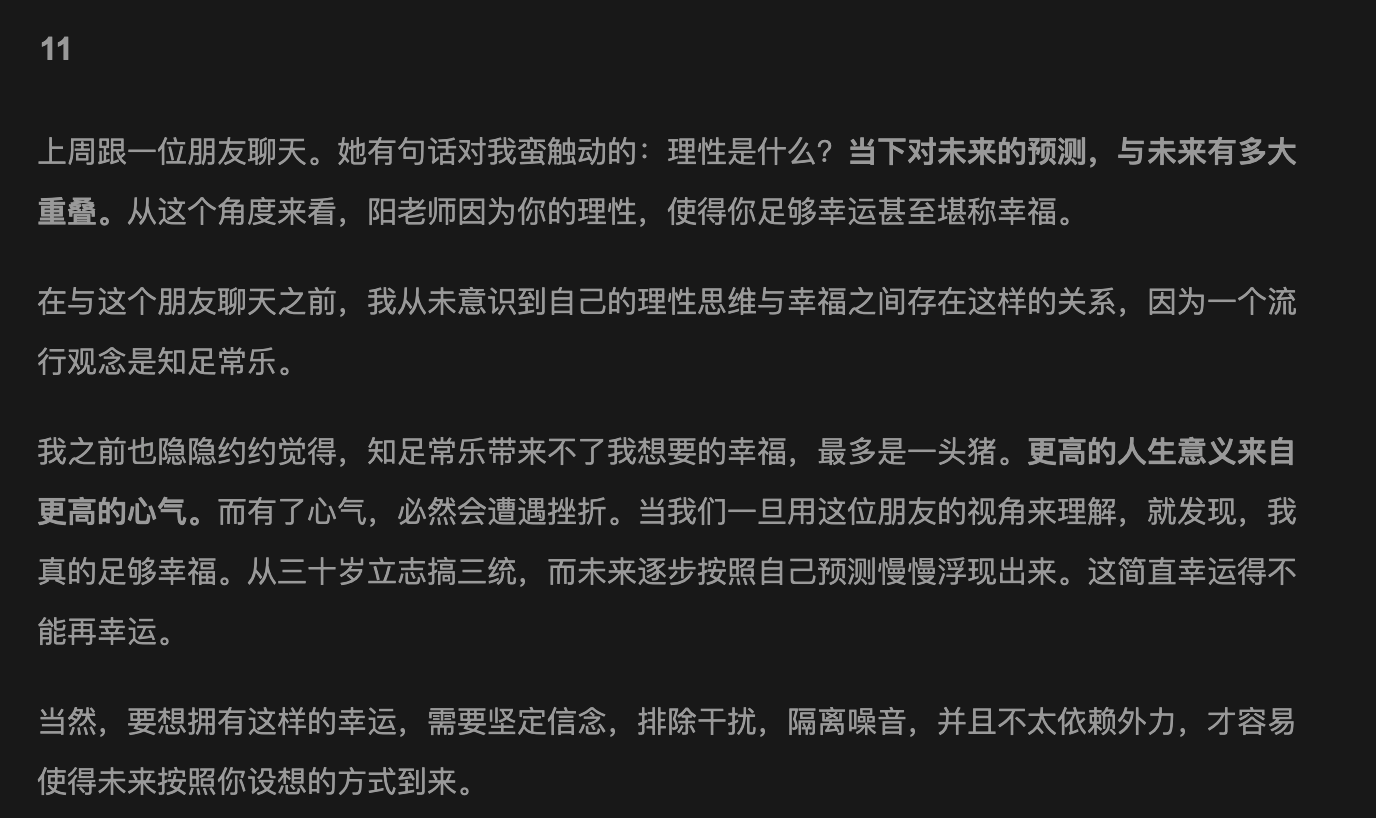 11
上周跟一位朋友聊天。她有句话对我蛮触动的：理性是什么？当下对未来的预测，与未来有多大
重叠。从这个角度来看，阳老师因为你的理性，使得你足够幸运甚至堪称幸福。
在与这个朋友聊天之前，我从未意识到自己的理性思维与幸福之间存在这样的关系，因为一个流
行观念是知足常乐。
我之前也隐隐约约觉得，知足常乐带来不了我想要的幸福，最多是一头猪。更高的人生意义来自
更高的心气。而有了心气，必然会遭遇挫折。当我们一旦用这位朋友的视角来理解，就发现，我
真的足够幸福。从三十岁立志搞三统，而未来逐步按照自己预测慢慢浮现出来。这简直幸运得不
能再幸运。
当然，要想拥有这样的幸运，需要坚定信念，排除干扰，隔离噪音，并且不太依赖外力，才容易
使得未来按照你设想的方式到来。